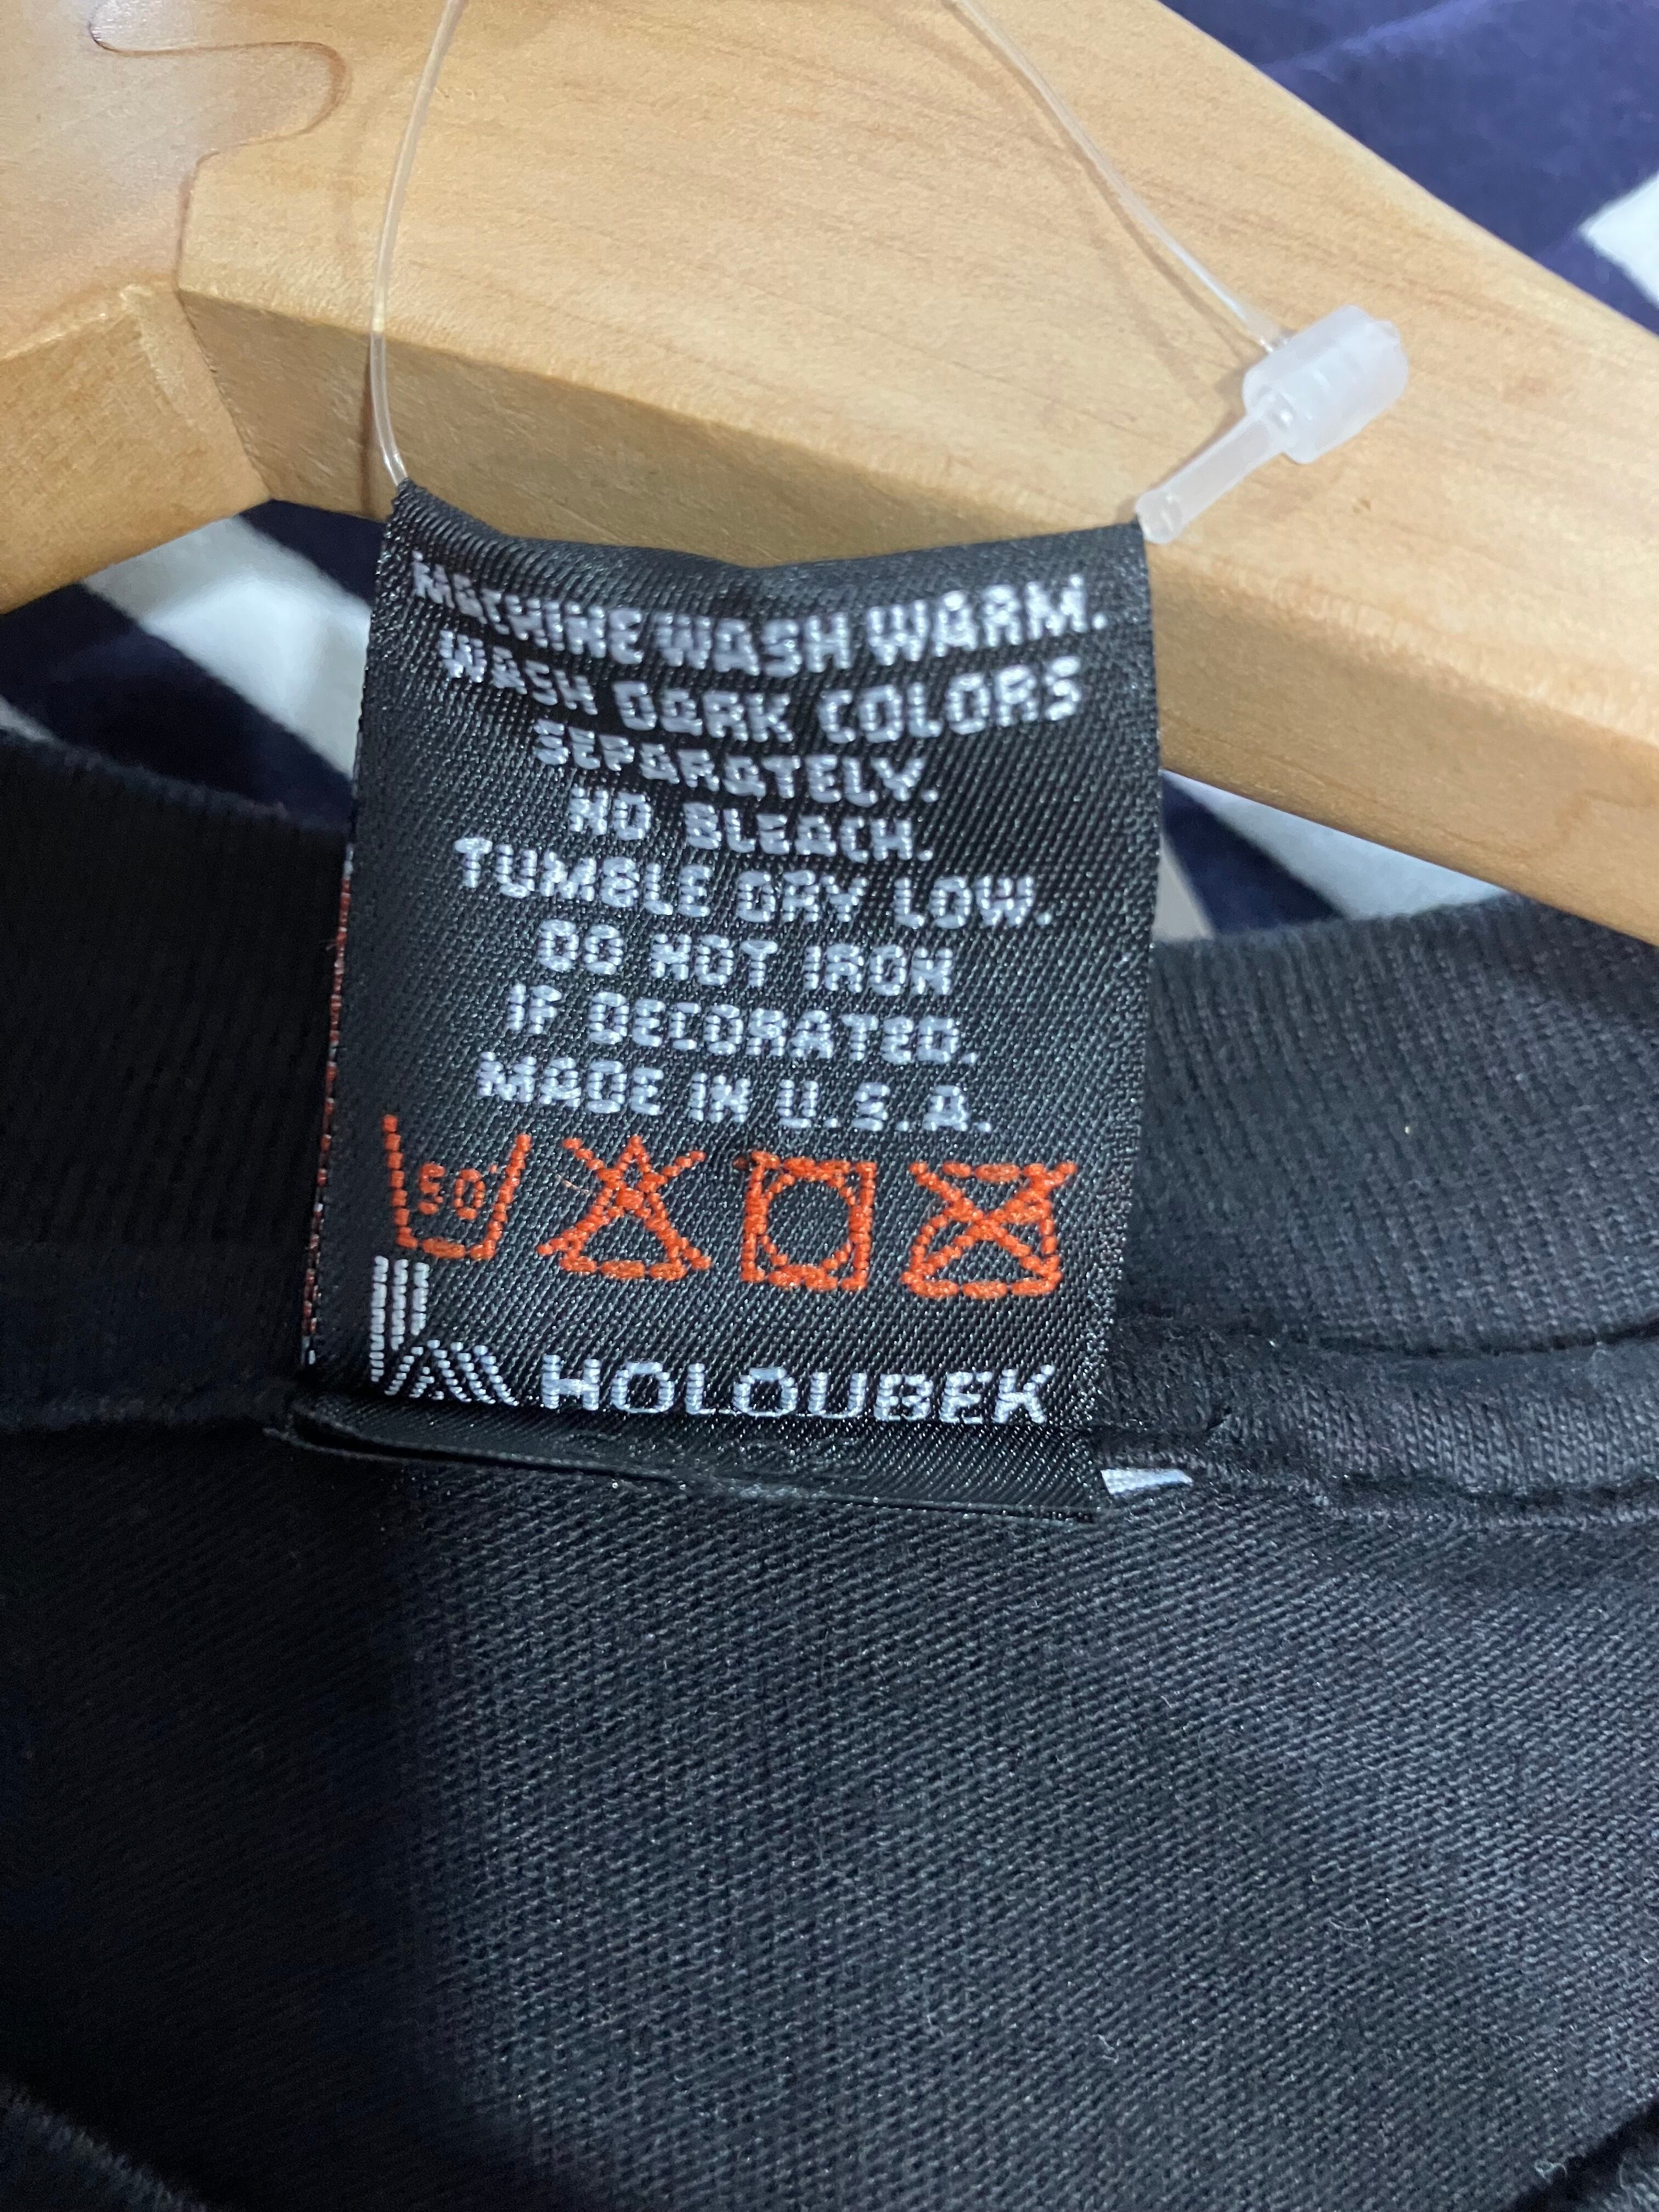 MACHINE WASH WARM.
WASH DARK COLORS
SEPARATELY.
NO BLEACH.
TUMBLE DRY LOW.
DO NOT IRON
IF DECORATED.
MADE IN U.S.A.
50°
HOLOUBEK